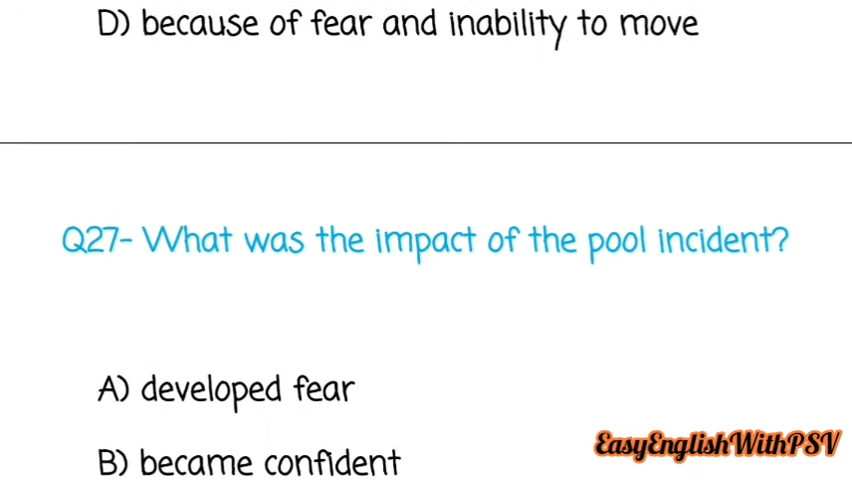 D) because of fear and inability to move
Q27- What was the impact of the pool incident?
A) developed fear
B) became confident
EasyEnglishWithPSV